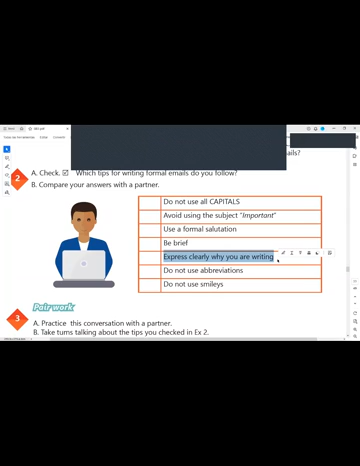 ails?
2
A. Check. ☑ Which tips for writing formal emails do you follow?
B. Compare your answers with a partner.
Do not use all CAPITALS
Avoid using the subject "Important"
Use a formal salutation
Be brief
Express clearly why you are writing
Do not use abbreviations
Do not use smileys
Pair work
3
A. Practice this conversation with a partner.
B. Take turns talking about the tips you checked in Ex 2.